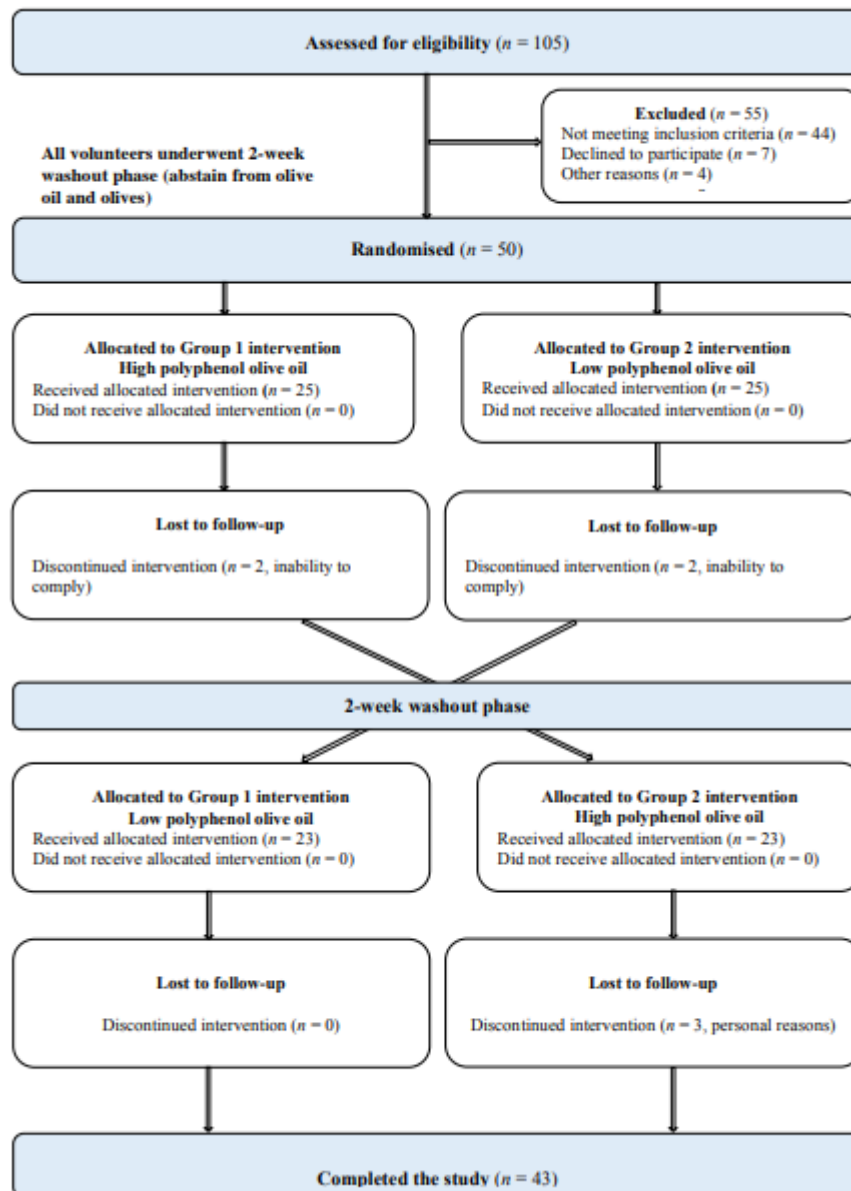 Assessed for eligibility (n = 105)
Excluded (n = 55)
Not meeting inclusion criteria (n = 44)
Declined to participate (n = 7)
Other reasons (n = 4)
All volunteers underwent 2-week
washout phase (abstain from olive
oil and olives)
Randomised (n = 50)
Allocated to Group 1 intervention
High polyphenol olive oil
Received allocated intervention (n = 25)
Did not receive allocated intervention (n = 0)
Allocated to Group 2 intervention
Low polyphenol olive oil
Received allocated intervention (n = 25)
Did not receive allocated intervention (n = 0)
Lost to follow-up
Discontinued intervention (n = 2, inability to
comply)
Lost to follow-up
Discontinued intervention (n = 2, inability to
comply)
2-week washout phase
Allocated to Group 1 intervention
Low polyphenol olive oil
Received allocated intervention (n = 23)
Did not receive allocated intervention (n = 0)
Allocated to Group 2 intervention
High polyphenol olive oil
Received allocated intervention (n = 23)
Did not receive allocated intervention (n = 0)
Lost to follow-up
Discontinued intervention (n = 0)
Lost to follow-up
Discontinued intervention (n = 3, personal reasons)
Completed the study (n = 43)